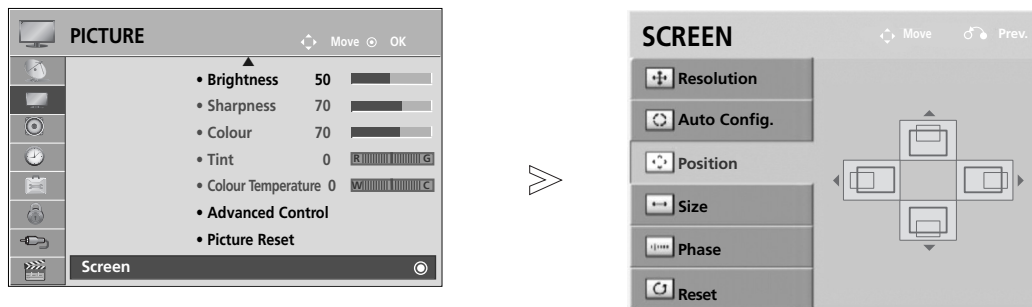 PICTURE
Move OK
• Brightness 50
• Sharpness 70
• Colour 70
• Tint 0 R G
• Colour Temperature 0 W C
• Advanced Control
• Picture Reset
Screen
SCREEN
Move Prev.
Resolution
Auto Config.
Position
Size
Phase
Reset